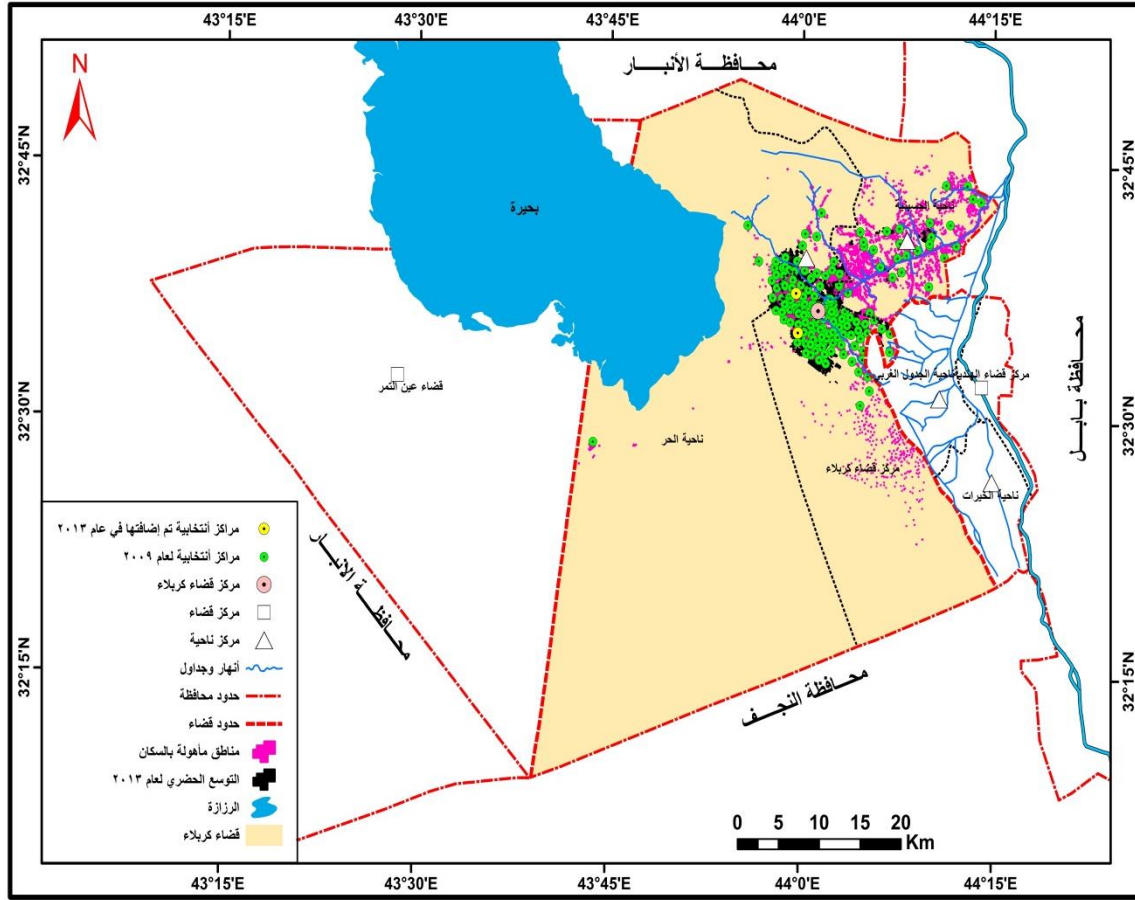 43°15'E
43°30'E
43°45'E
44°0'E
44°15'E
محافظة الأنبار
N
32°45'N
32°45'N
ناحية الحسينية
بحيرة
محافظة بابل
مركز قضاء الهندية
ناحية الجدول الغربي
قضاء عين التمر
32°30'N
32°30'N
ناحية الحر
مركز قضاء كربلاء
ناحية الخيرات
محافظة الانبار
مراكز أنتخابية تم إضافتها في عام ٢٠١٣
مراكز أنتخابية لعام ٢٠٠٩
مركز قضاء كربلاء
مركز قضاء
مركز ناحية
أنهار وجداول
حدود محافظة
حدود قضاء
مناطق مأهولة بالسكان
التوسع الحضري لعام ٢٠١٣
الرزازة
قضاء كربلاء
32°15'N
32°15'N
محافظة النجف
0 5 10 15 20
Km
43°15'E
43°30'E
43°45'E
44°0'E
44°15'E